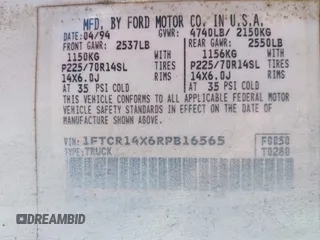 MFD. BY FORD MOTOR CO. IN U.S.A.
DATE: 04/94 GVWR: 4740LB/ 2150KG
FRONT GAWR: 2537LB REAR GAWR: 2550LB
1150KG WITH 1156KG WITH
P225/70R14SL TIRES P225/70R14SL TIRES
14X6.0J RIMS 14X6.0J RIMS
AT 35 PSI COLD AT 35 PSI COLD
THIS VEHICLE CONFORMS TO ALL APPLICABLE FEDERAL MOTOR
VEHICLE SAFETY STANDARDS IN EFFECT ON THE DATE OF
MANUFACTURE SHOWN ABOVE.
VIN: 1FTCR14X6RPB16565 F0850
TYPE: TRUCK T0280
DREAMBID